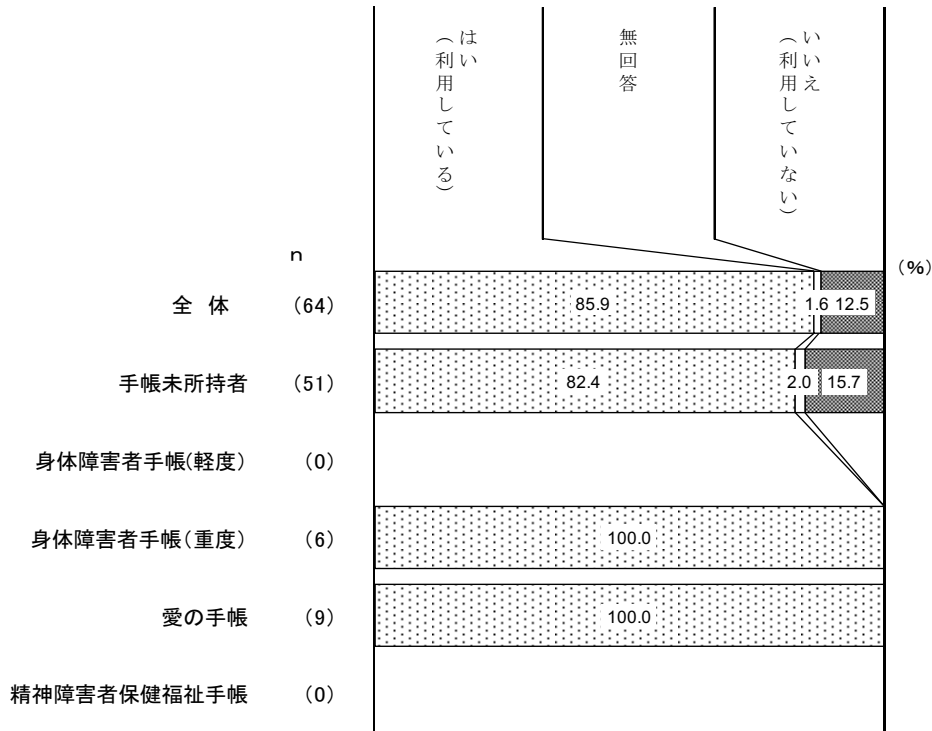 はい
（利用している）
無回答
いいえ
（利用していない）
n
(%)
全 体 (64) 85.9 1.6 12.5
手帳未所持者 (51) 82.4 2.0 15.7
身体障害者手帳(軽度) (0)
身体障害者手帳(重度) (6) 100.0
愛の手帳 (9) 100.0
精神障害者保健福祉手帳 (0)